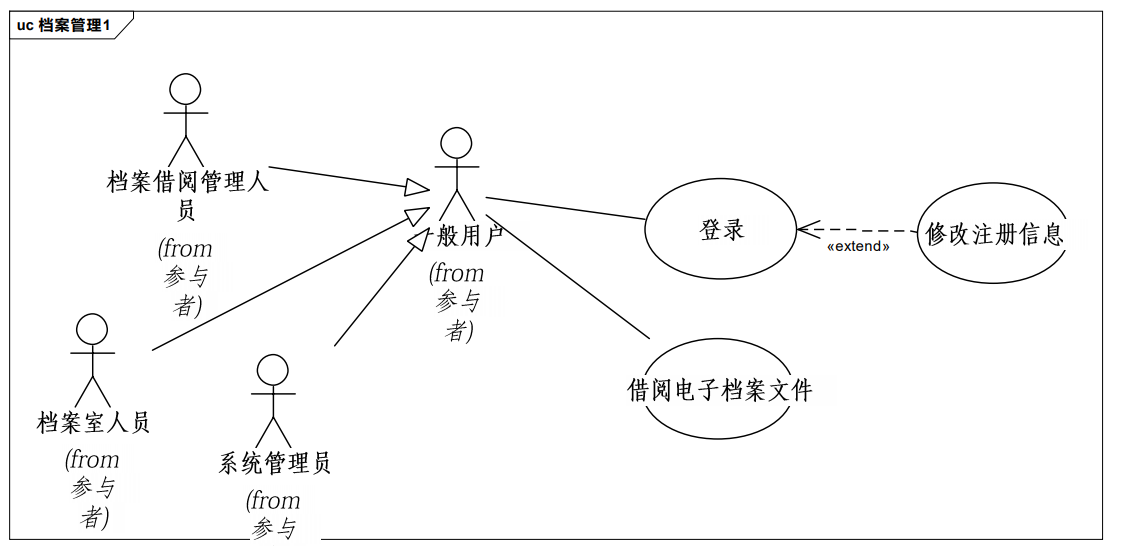 uc 档案管理1
档案借阅管理人
员
(from
参与
者)
一般用户
(from
参与
者)
登录
«extend»
修改注册信息
档案室人员
(from
参与
者)
系统管理员
(from
参与
借阅电子档案文件